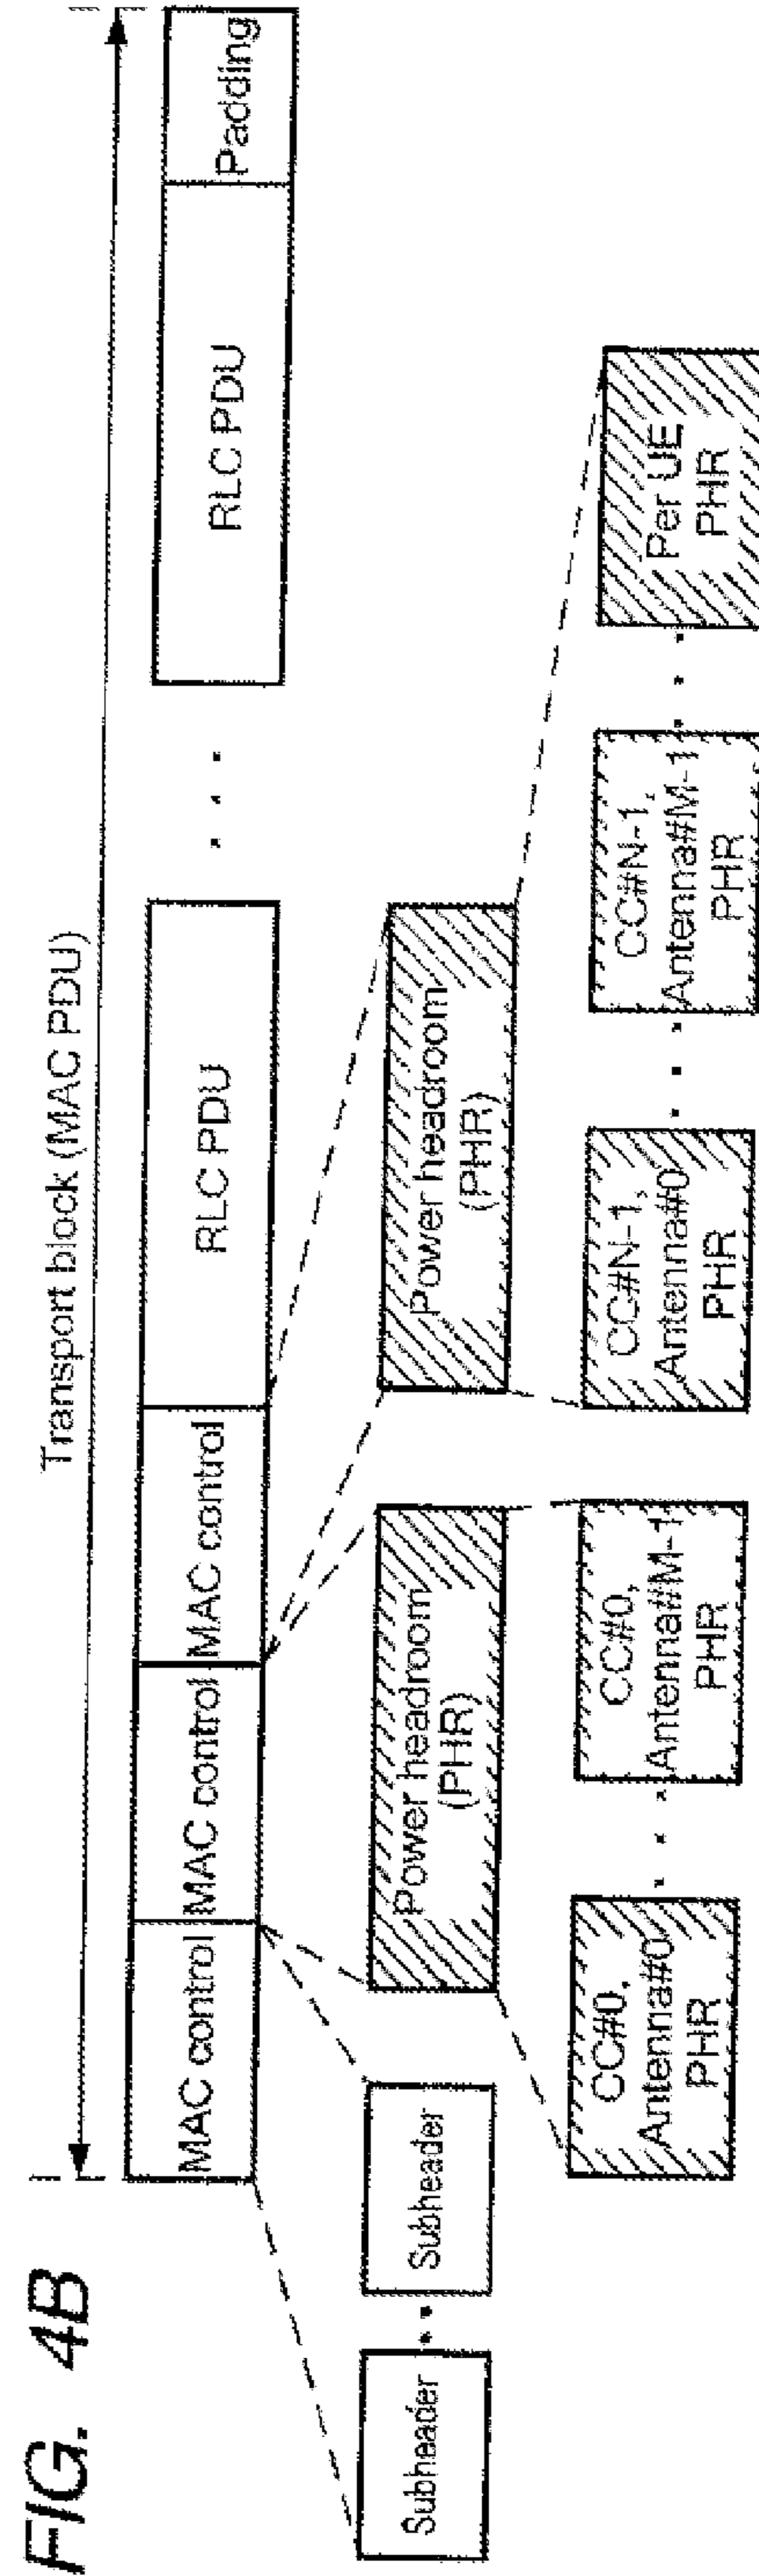 FIG. 4B
Transport block (MAC PDU)
MAC control
MAC control
MAC control
RLC PDU
. . .
RLC PDU
Padding
Subheader
. .
Subheader
Power headroom
(PHR)
Power headroom
(PHR)
CC#0,
Antenna#0
PHR
. . .
CC#0,
Antenna#M-1
PHR
CC#N-1,
Antenna#0
PHR
. . .
CC#N-1,
Antenna#M-1
PHR
. . .
Per UE
PHR